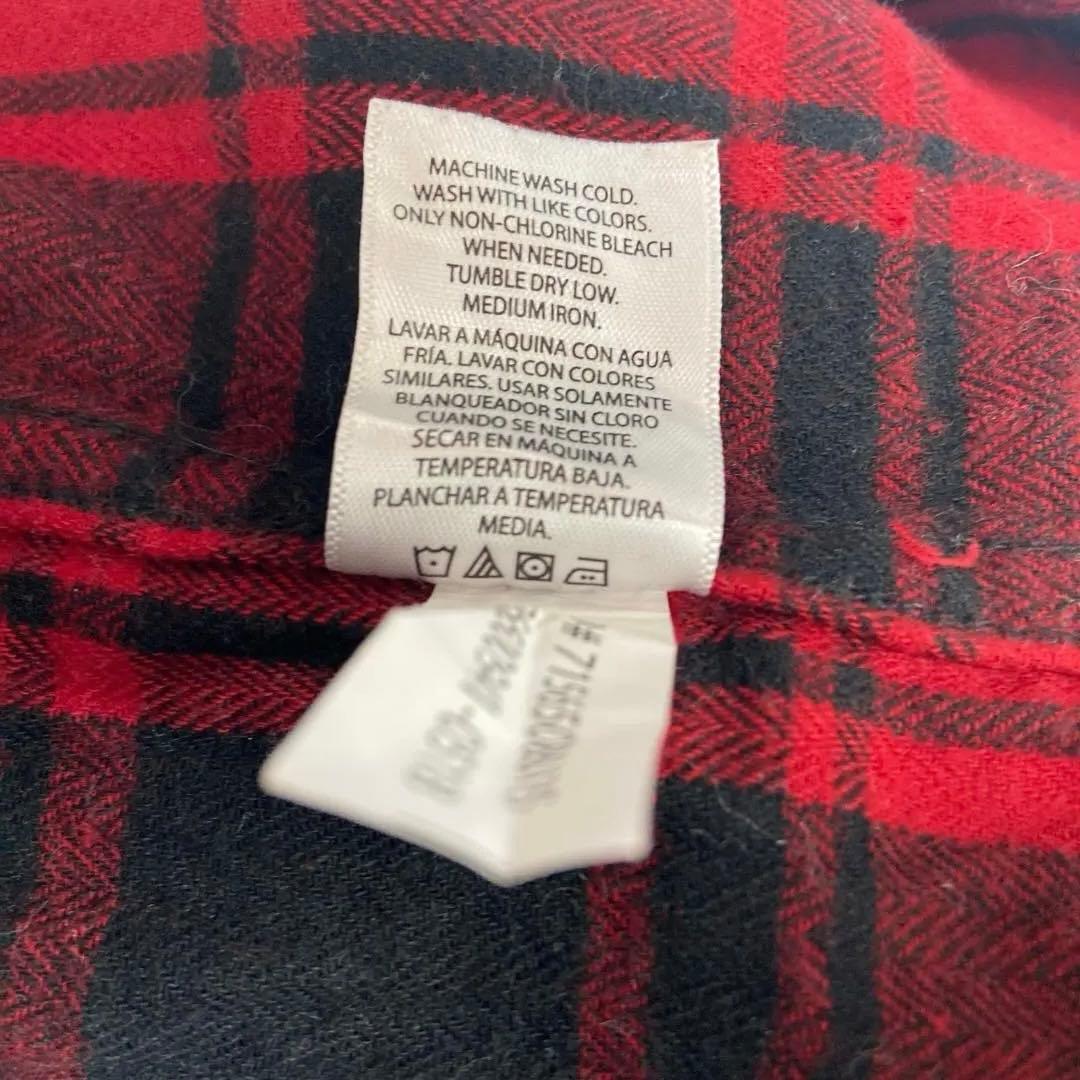 MACHINE WASH COLD.
WASH WITH LIKE COLORS.
ONLY NON-CHLORINE BLEACH
WHEN NEEDED.
TUMBLE DRY LOW.
MEDIUM IRON.
LAVAR A MÁQUINA CON AGUA
FRÍA. LAVAR CON COLORES
SIMILARES. USAR SOLAMENTE
BLANQUEADOR SIN CLORO
CUANDO SE NECESITE.
SECAR EN MÁQUINA A
TEMPERATURA BAJA.
PLANCHAR A TEMPERATURA
MEDIA.